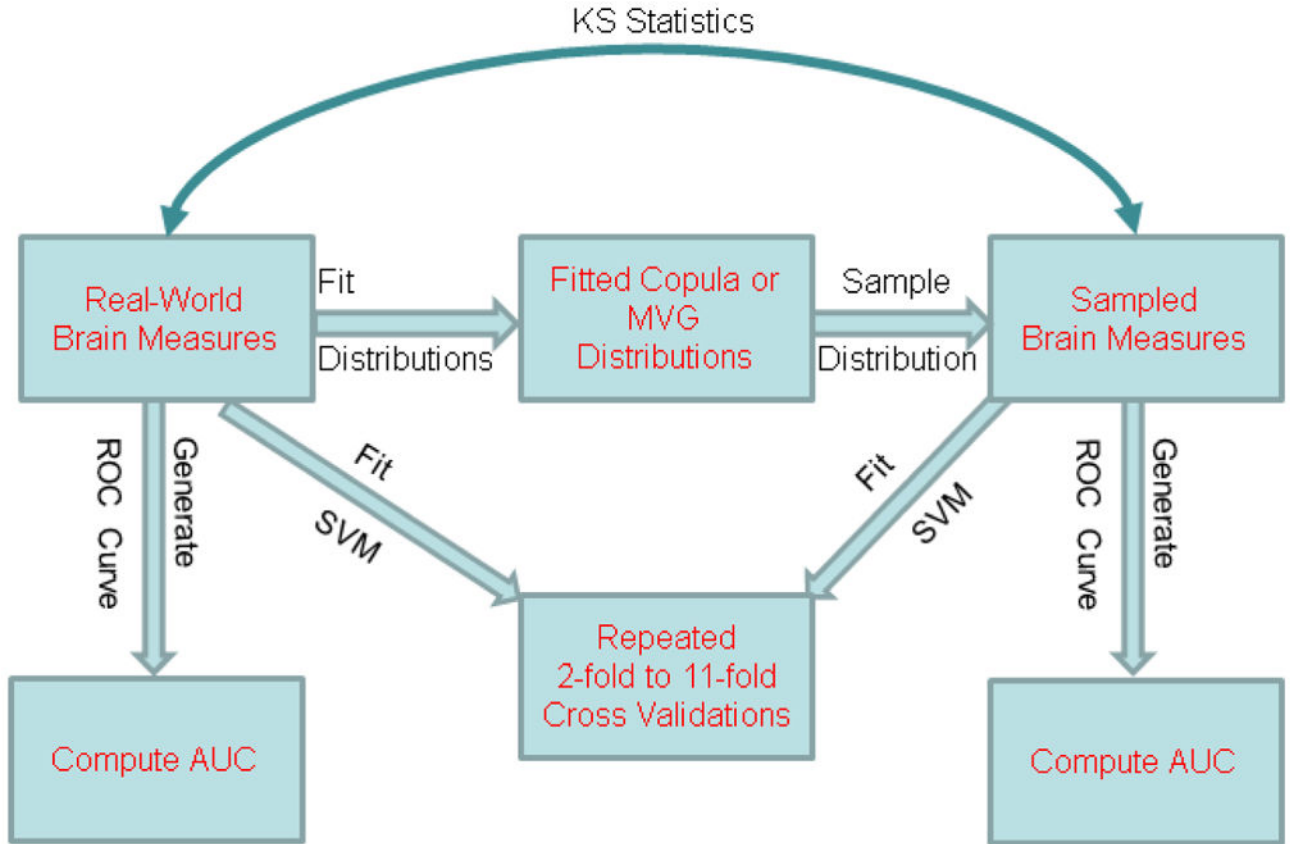 KS Statistics
Real-World
Brain Measures
Fit
Distributions
Fitted Copula or
MVG
Distributions
Sample
Distribution
Sampled
Brain Measures
Generate
ROC Curve
Fit
SVM
Fit
SVM
Generate
ROC Curve
Compute AUC
Repeated
2-fold to 11-fold
Cross Validations
Compute AUC